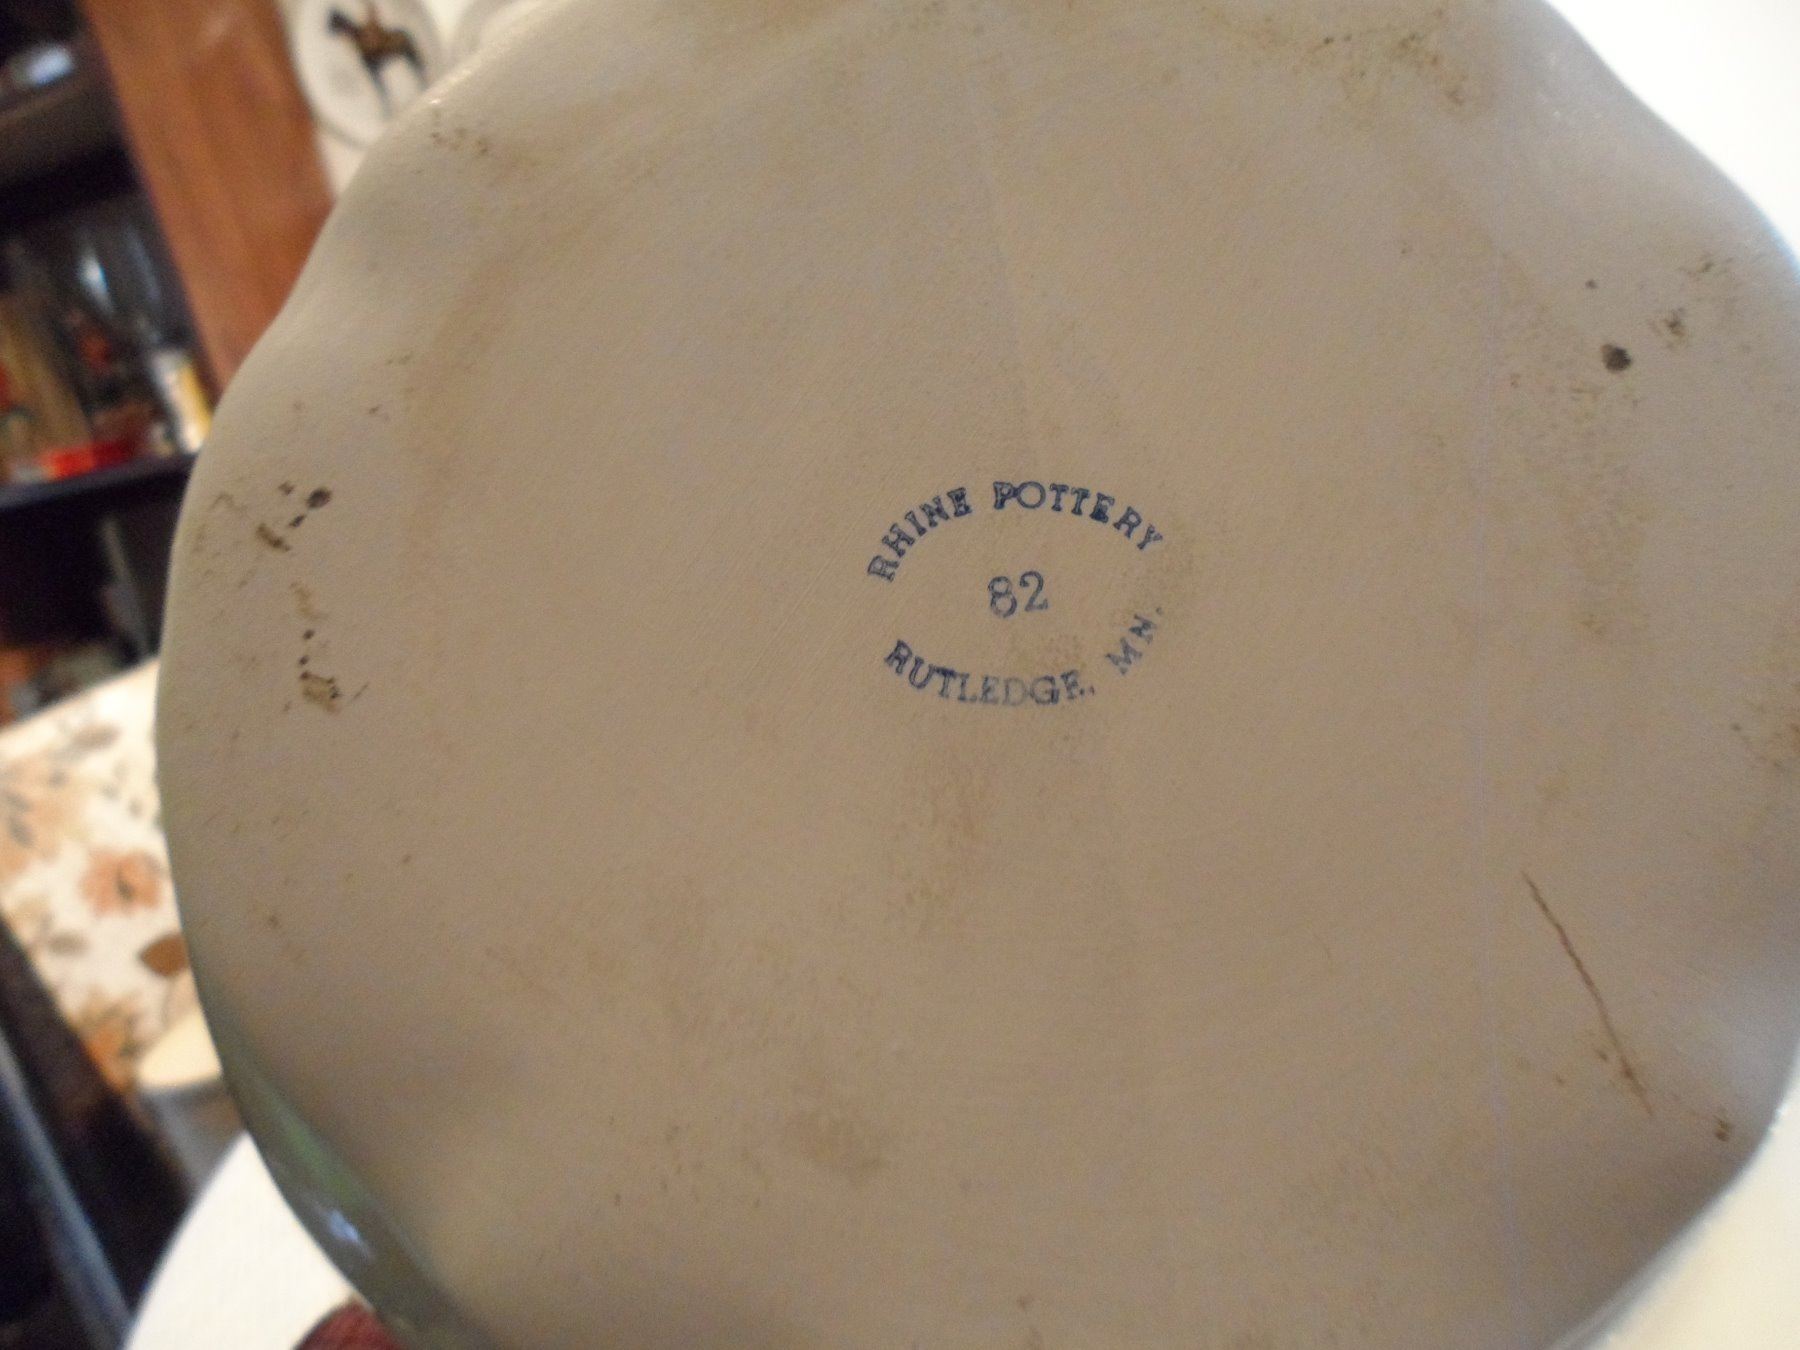 RHINE POTTERY
82
RUTLEDGE, MN.